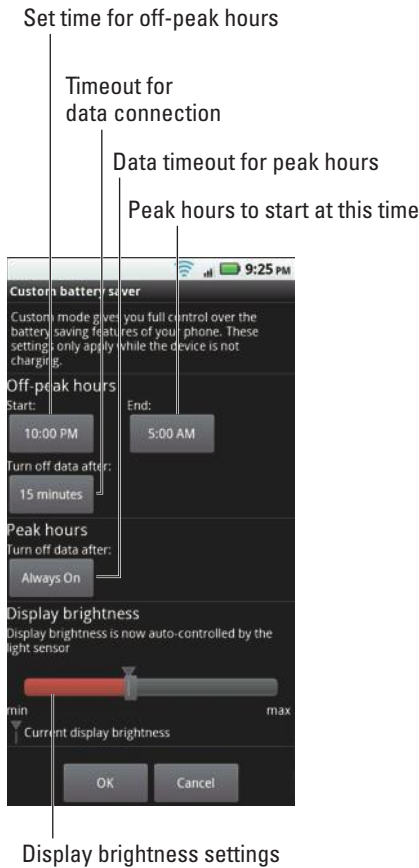 Set time for off-peak hours
Timeout for
data connection
Data timeout for peak hours
Peak hours to start at this time
9:25 PM
Custom battery saver
Custom mode gives you full control over the
battery saving features of your phone. These
settings only apply while the device is not
charging.
Off-peak hours
Start: End:
10:00 PM 5:00 AM
Turn off data after:
15 minutes
Peak hours
Turn off data after:
Always On
Display brightness
Display brightness is now auto-controlled by the
light sensor
min max
Current display brightness
OK Cancel
Display brightness settings